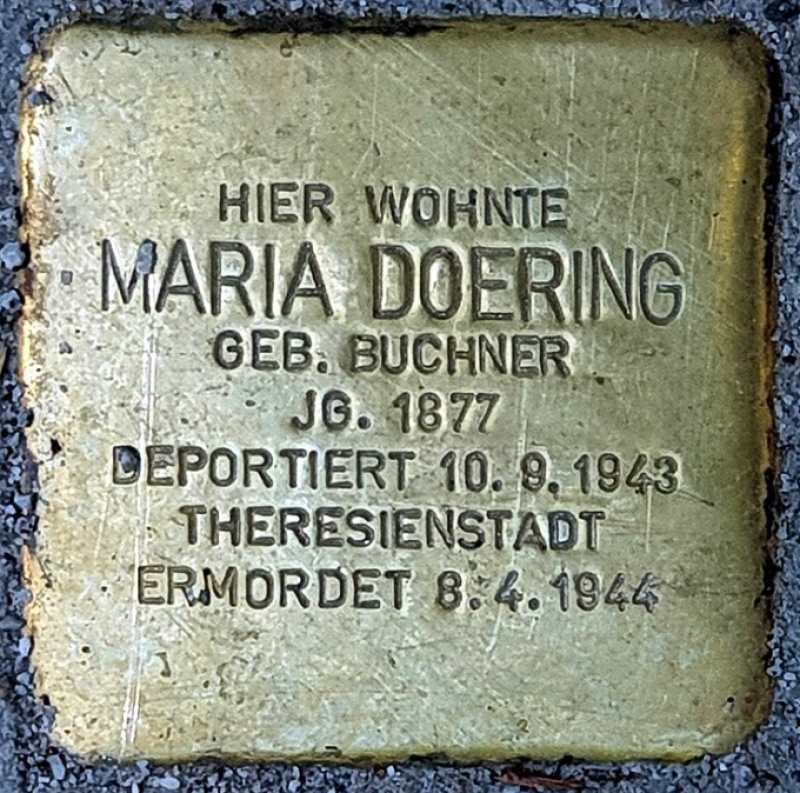 HIER WOHNTE
MARIA DOERING
GEB. BUCHNER
JG. 1877
DEPORTIERT 10.9.1943
THERESIENSTADT
ERMORDET 8.4.1944